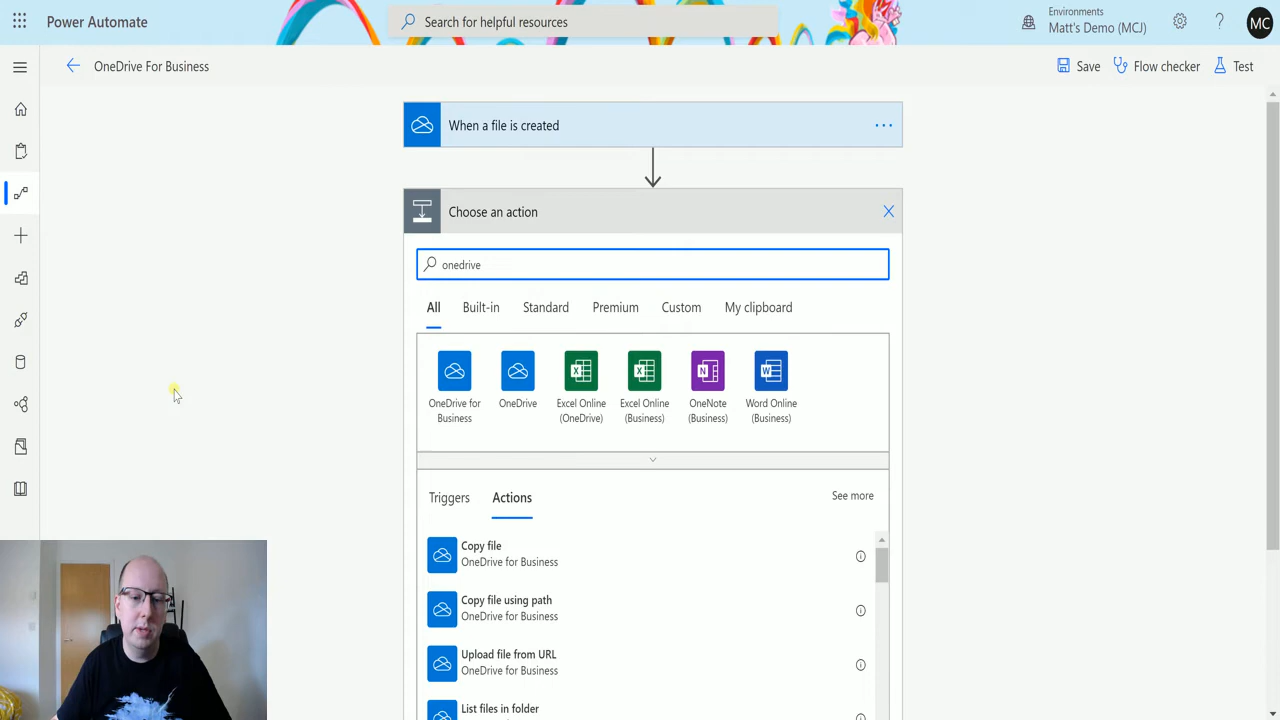 Power Automate
Search for helpful resources
Environments
Matt's Demo (MCJ)
MC
OneDrive For Business
Save
Flow checker
Test
When a file is created
Choose an action
onedrive
All
Built-in
Standard
Premium
Custom
My clipboard
OneDrive for
Business
OneDrive
Excel Online
(OneDrive)
Excel Online
(Business)
OneNote
(Business)
Word Online
(Business)
Triggers
Actions
See more
Copy file
OneDrive for Business
Copy file using path
OneDrive for Business
Upload file from URL
OneDrive for Business
List files in folder